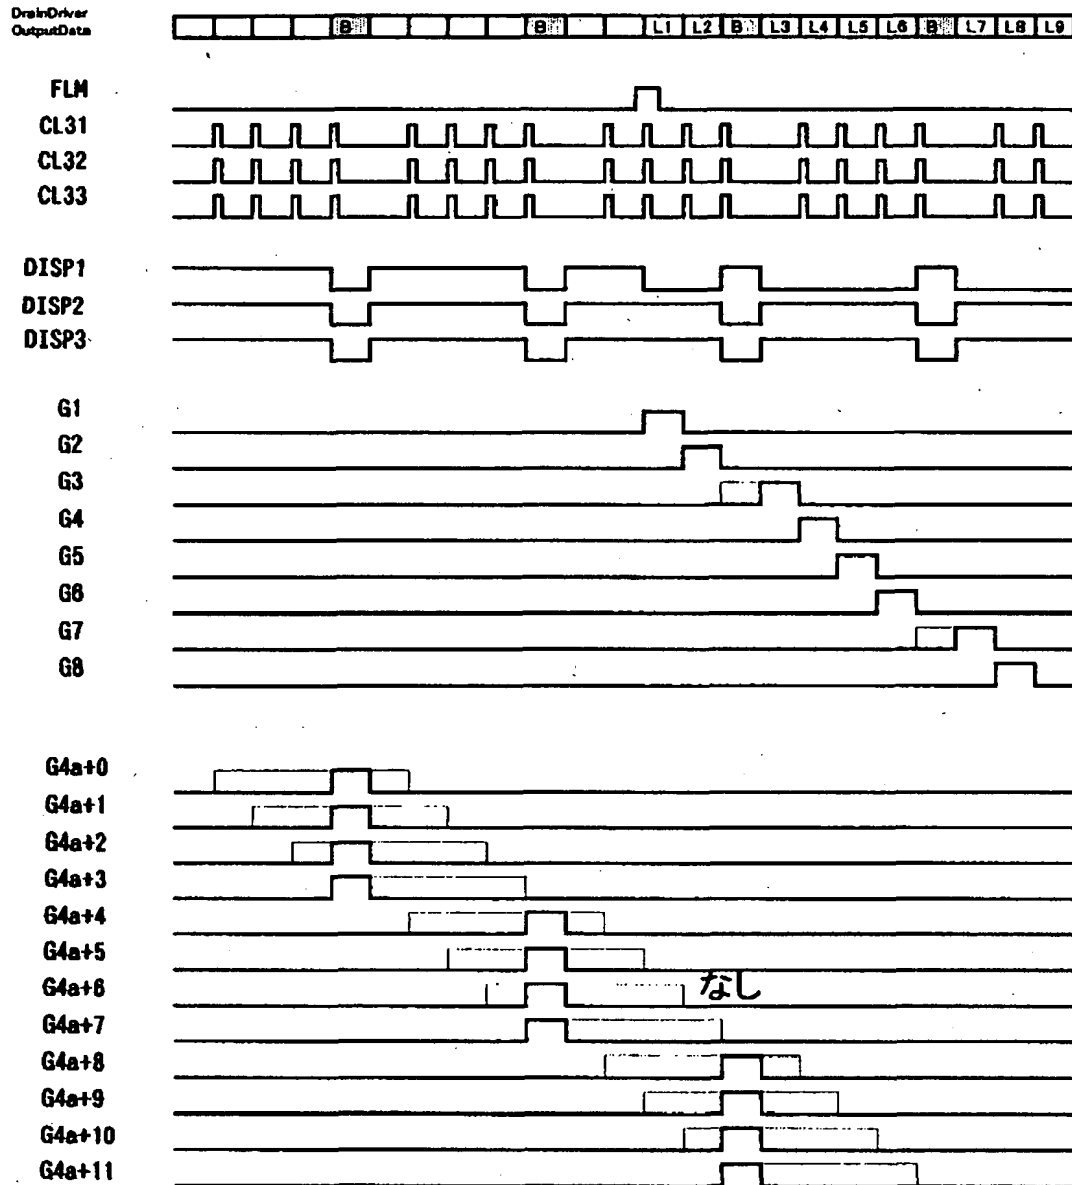 DrainDriver
OutputData
B B L1 L2 B L3 L4 L5 L6 B L7 L8 L9
FLM
CL31
CL32
CL33
DISP1
DISP2
DISP3
G1
G2
G3
G4
G5
G6
G7
G8
G4a+0
G4a+1
G4a+2
G4a+3
G4a+4
G4a+5
G4a+6 なし
G4a+7
G4a+8
G4a+9
G4a+10
G4a+11